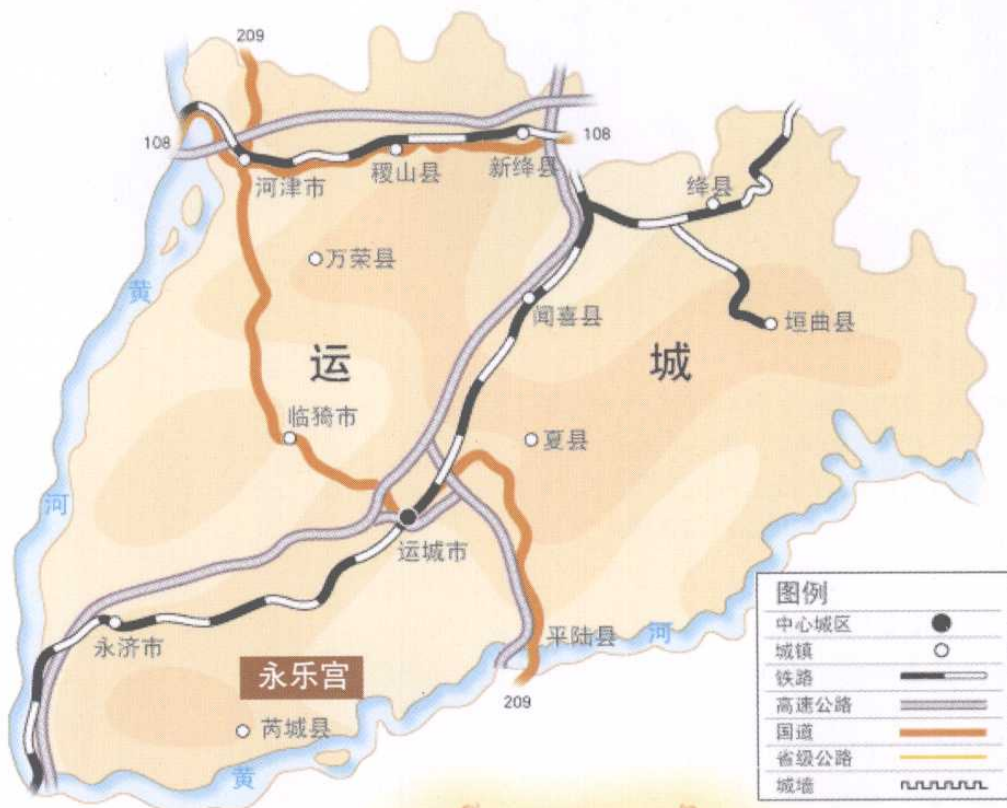 209
108
108
河津市
稷山县
新绛县
绛县
万荣县
黄
闻喜县
垣曲县
运
城
临猗市
夏县
河
运城市
永济市
平陆县
河
永乐宫
209
芮城县
黄
图例
中心城区
城镇
铁路
高速公路
国道
省级公路
城墙